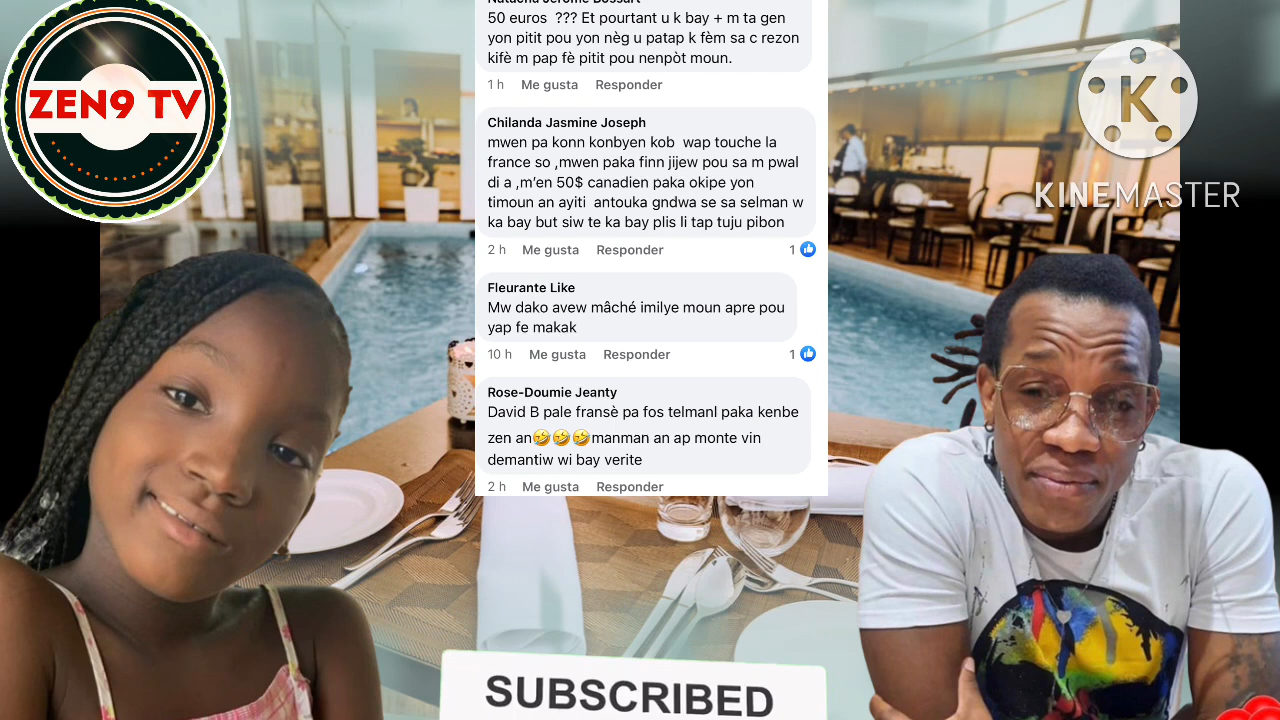 ZEN9 TV
50 euros ??? Et pourtant u k bay + m ta gen
yon pitit pou yon nèg u patap k fèm sa c rezon
kifè m pap fè pitit pou nenpòt moun.
1 h Me gusta Responder
Chilanda Jasmine Joseph
mwen pa konn konbyen kob wap touche la
france so ,mwen paka finn jijew pou sa m pwal
di a ,m'en 50$ canadien paka okipe yon
timoun an ayiti antouka gndwa se sa selman w
ka bay but siw te ka bay plis li tap tuju pibon
2 h Me gusta Responder 1
Fleurante Like
Mw dako avew mâché imilye moun apre pou
yap fe makak
10 h Me gusta Responder 1
Rose-Doumie Jeanty
David B pale fransè pa fos telmanl paka kenbe
zen an🤣🤣🤣manman an ap monte vin
demantiw wi bay verite
2 h Me gusta Responder
K
KINEMASTER
SUBSCRIBED